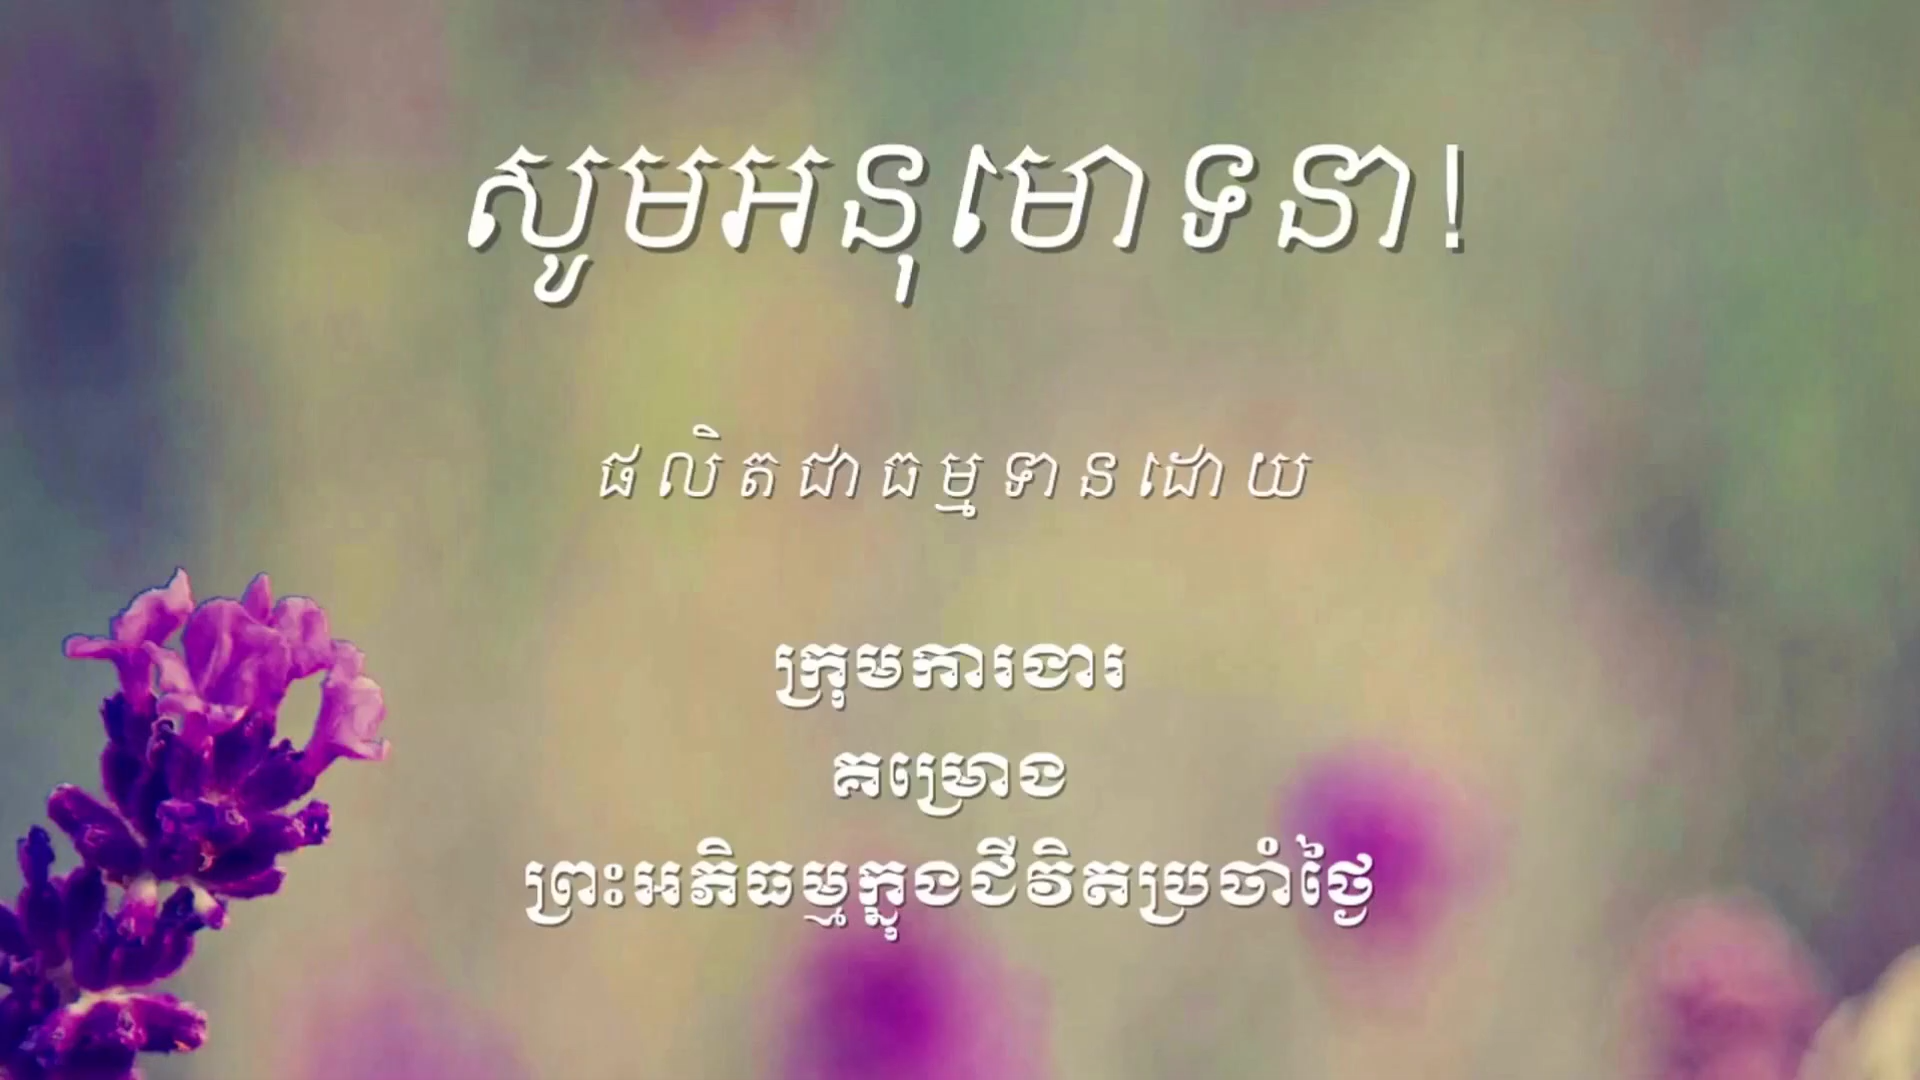 សូមអនុមោទនា!
ផលិតជាធម្មទានដោយ
ក្រុមការងារ
គម្រោង
ព្រះអភិធម្មក្នុងជីវិតប្រចាំថ្ងៃ